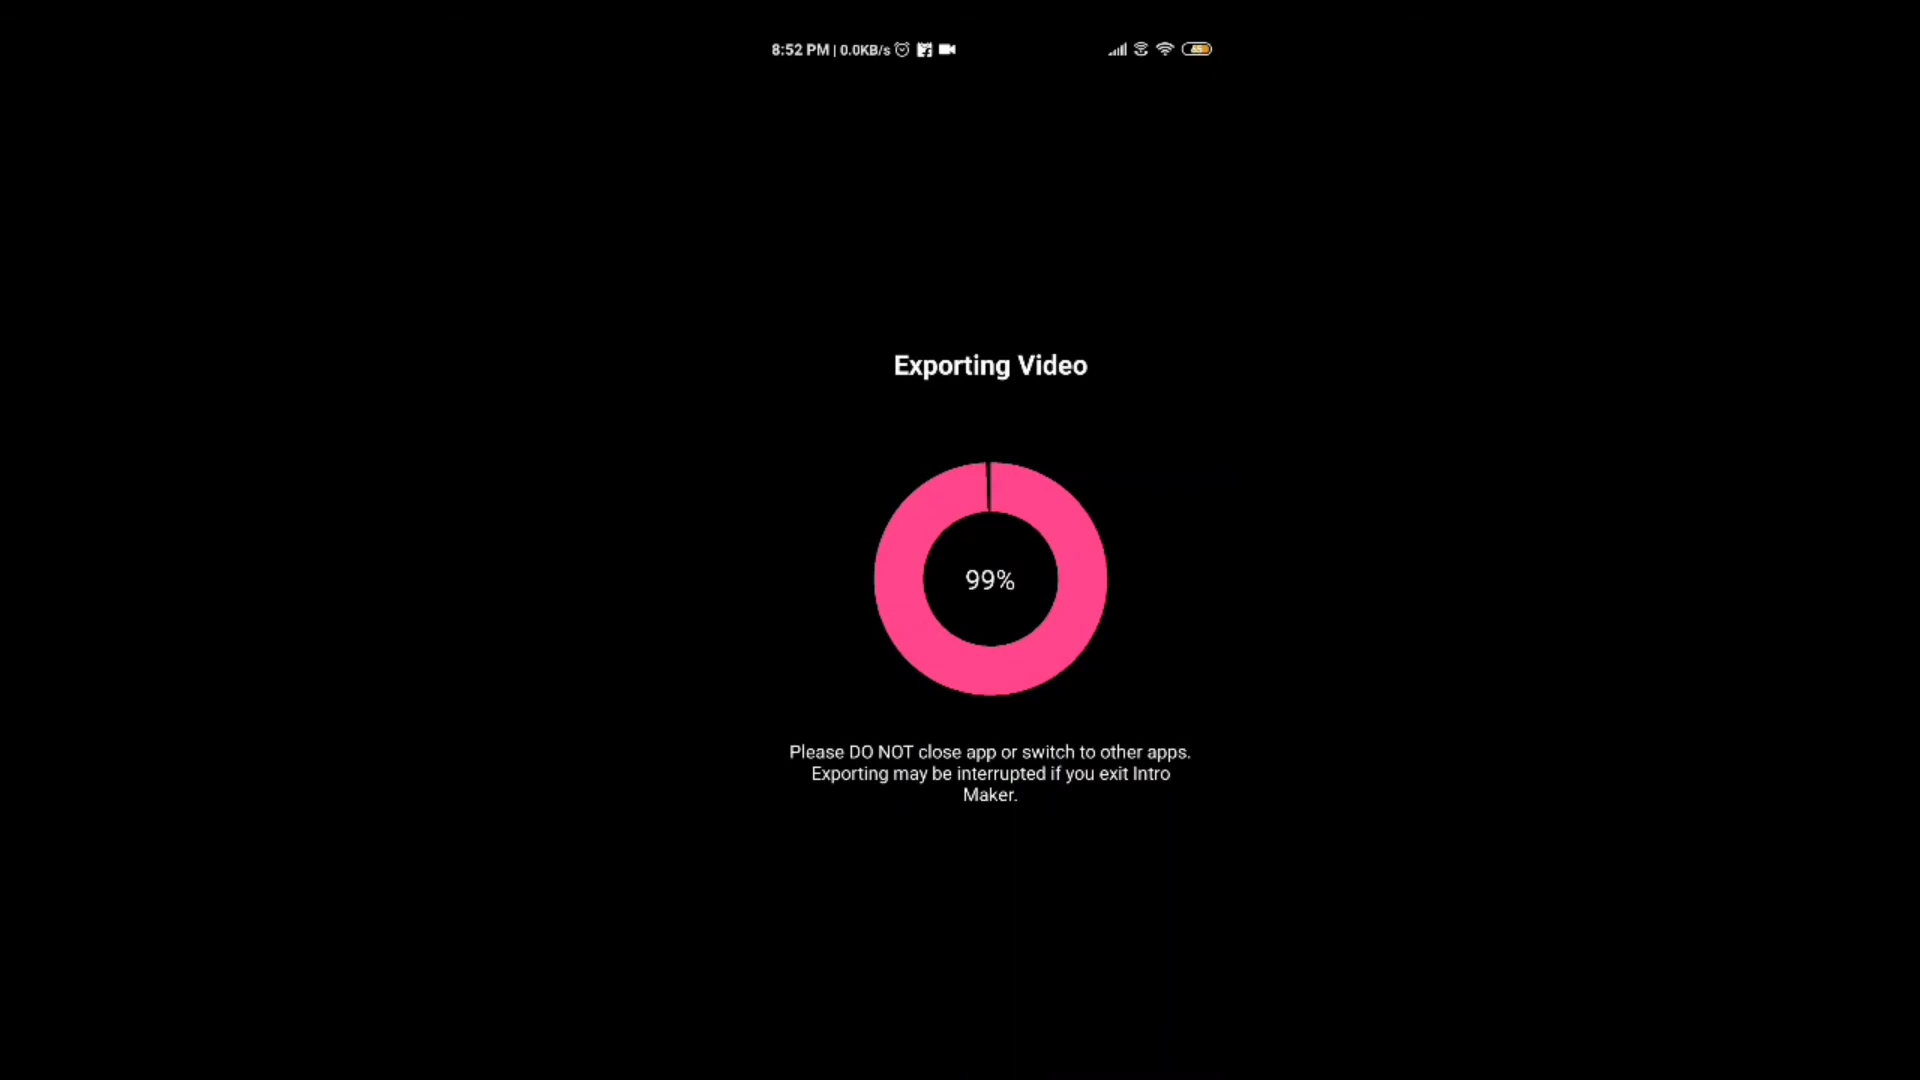 8:52 PM | 0.0KB/s
Exporting Video
99%
Please DO NOT close app or switch to other apps.
Exporting may be interrupted if you exit Intro
Maker.